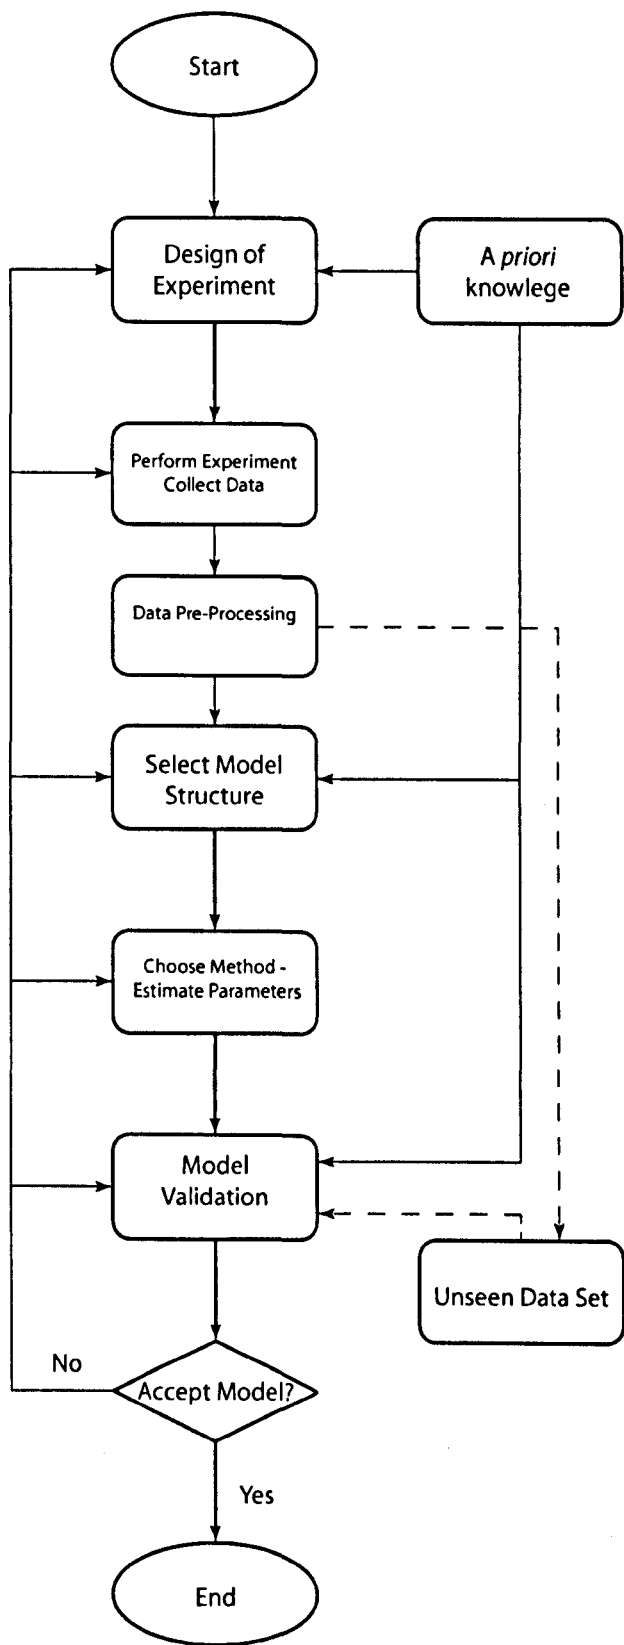 Start
Design of
Experiment
A priori
knowlege
Perform Experiment
Collect Data
Data Pre-Processing
Select Model
Structure
Choose Method -
Estimate Parameters
Model
Validation
Unseen Data Set
No
Accept Model?
Yes
End